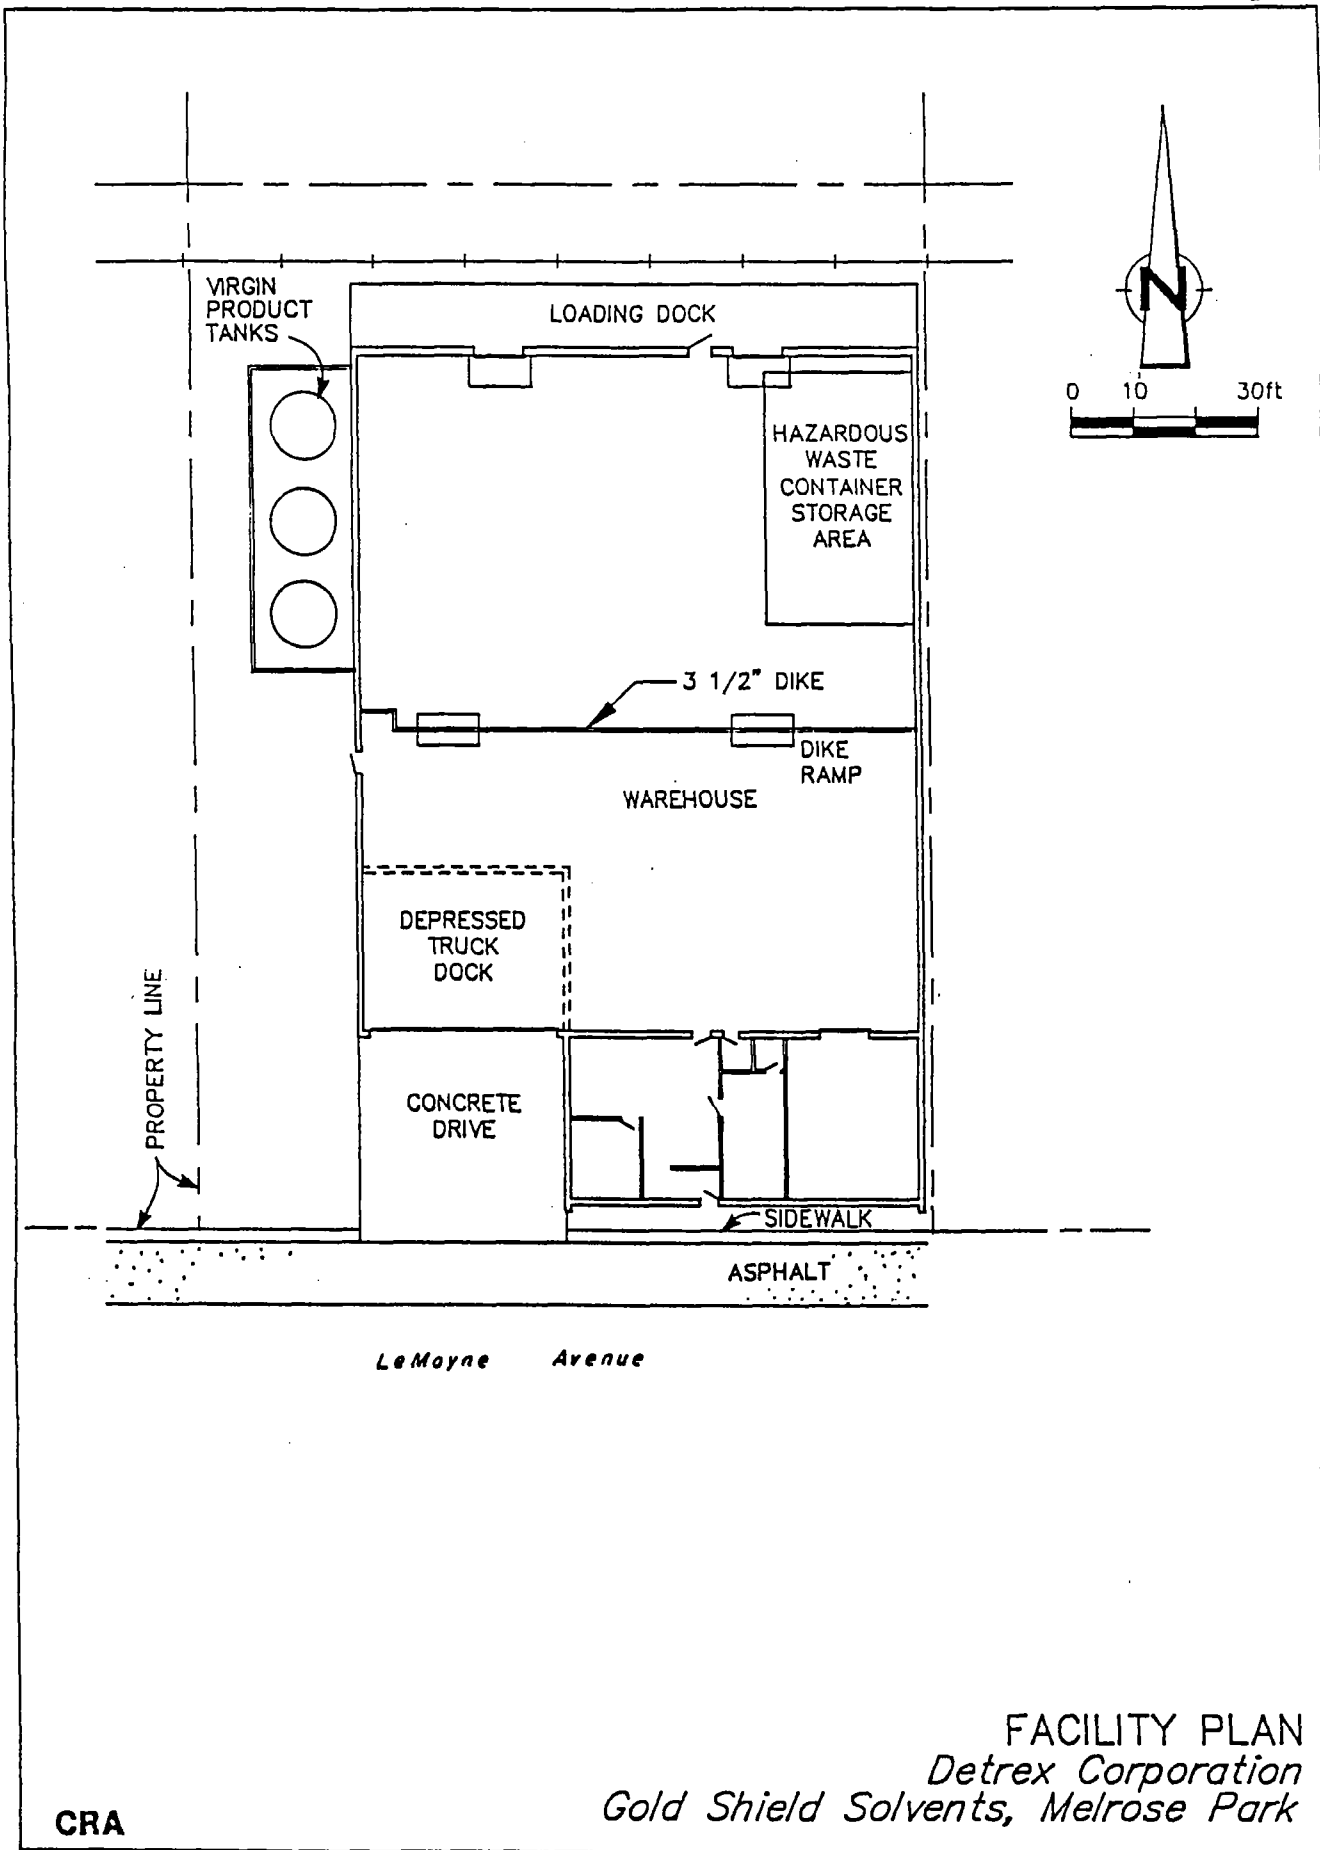 VIRGIN
PRODUCT
TANKS
LOADING DOCK
N
0 10 30ft
HAZARDOUS
WASTE
CONTAINER
STORAGE
AREA
3 1/2" DIKE
DIKE
RAMP
WAREHOUSE
DEPRESSED
TRUCK
DOCK
PROPERTY LINE
CONCRETE
DRIVE
SIDEWALK
ASPHALT
LeMoyne Avenue
FACILITY PLAN
Detrex Corporation
Gold Shield Solvents, Melrose Park
CRA